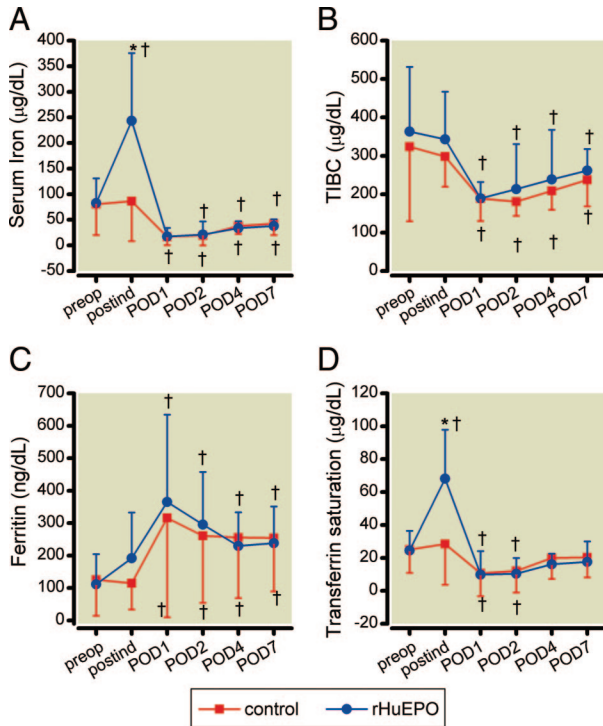 A
Serum Iron (µg/dL)
400
350
300
250
200
150
100
50
0
-50
* †
† † †
† † † †
preop postind POD1 POD2 POD4 POD7
B
TIBC (µg/dL)
600
500
400
300
200
100
0
† † † †
† † † †
preop postind POD1 POD2 POD4 POD7
C
Ferritin (ng/dL)
700
600
500
400
300
200
100
0
† † † †
† † † †
preop postind POD1 POD2 POD4 POD7
D
Transferrin saturation (µg/dL)
120
100
80
60
40
20
0
-20
* †
† †
† †
preop postind POD1 POD2 POD4 POD7
control rHuEPO